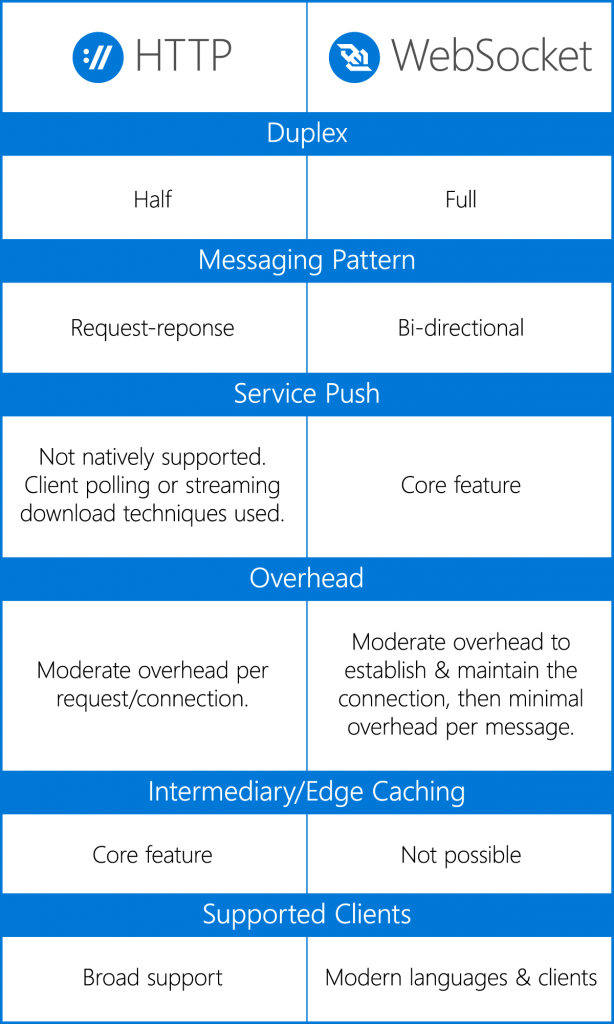 HTTP
WebSocket
Duplex
Half
Full
Messaging Pattern
Request-reponse
Bi-directional
Service Push
Not natively supported.
Client polling or streaming
download techniques used.
Core feature
Overhead
Moderate overhead per
request/connection.
Moderate overhead to
establish & maintain the
connection, then minimal
overhead per message.
Intermediary/Edge Caching
Core feature
Not possible
Supported Clients
Broad support
Modern languages & clients